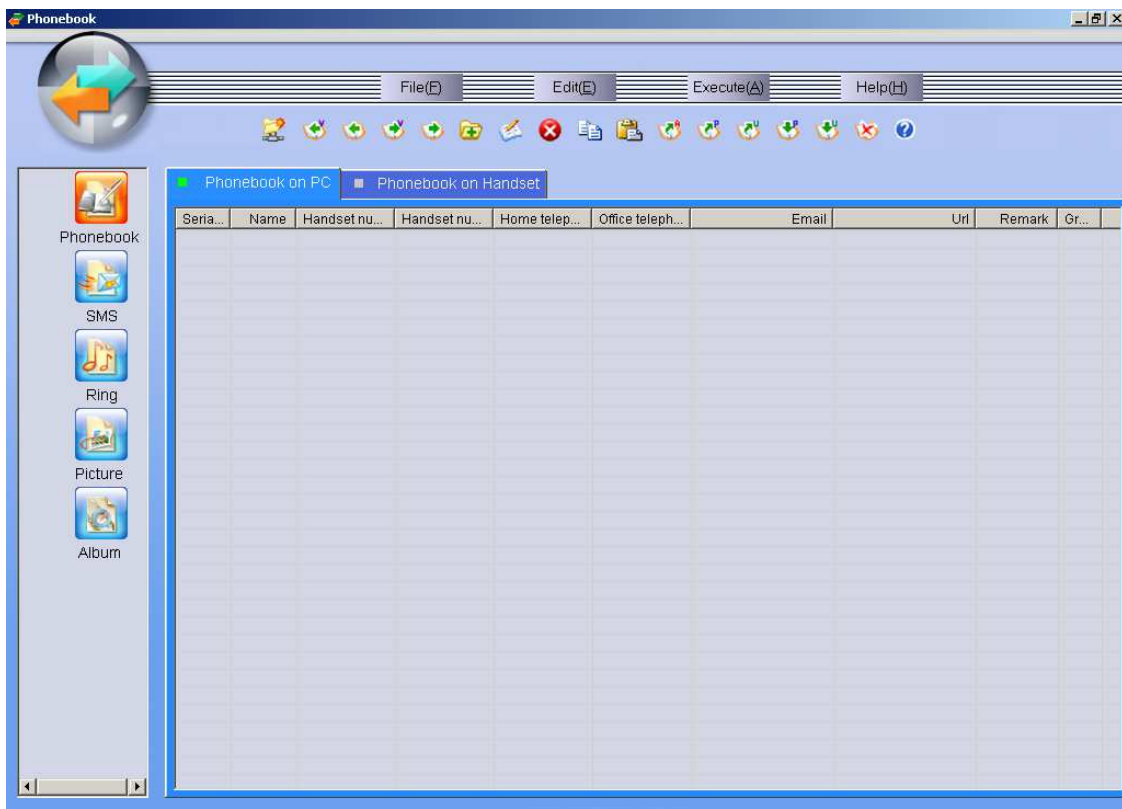 Phonebook
File(F) Edit(E) Execute(A) Help(H)
Phonebook on PC Phonebook on Handset
Seria... Name Handset nu... Handset nu... Home telep... Office teleph... Email Url Remark Gr...
Phonebook
SMS
Ring
Picture
Album